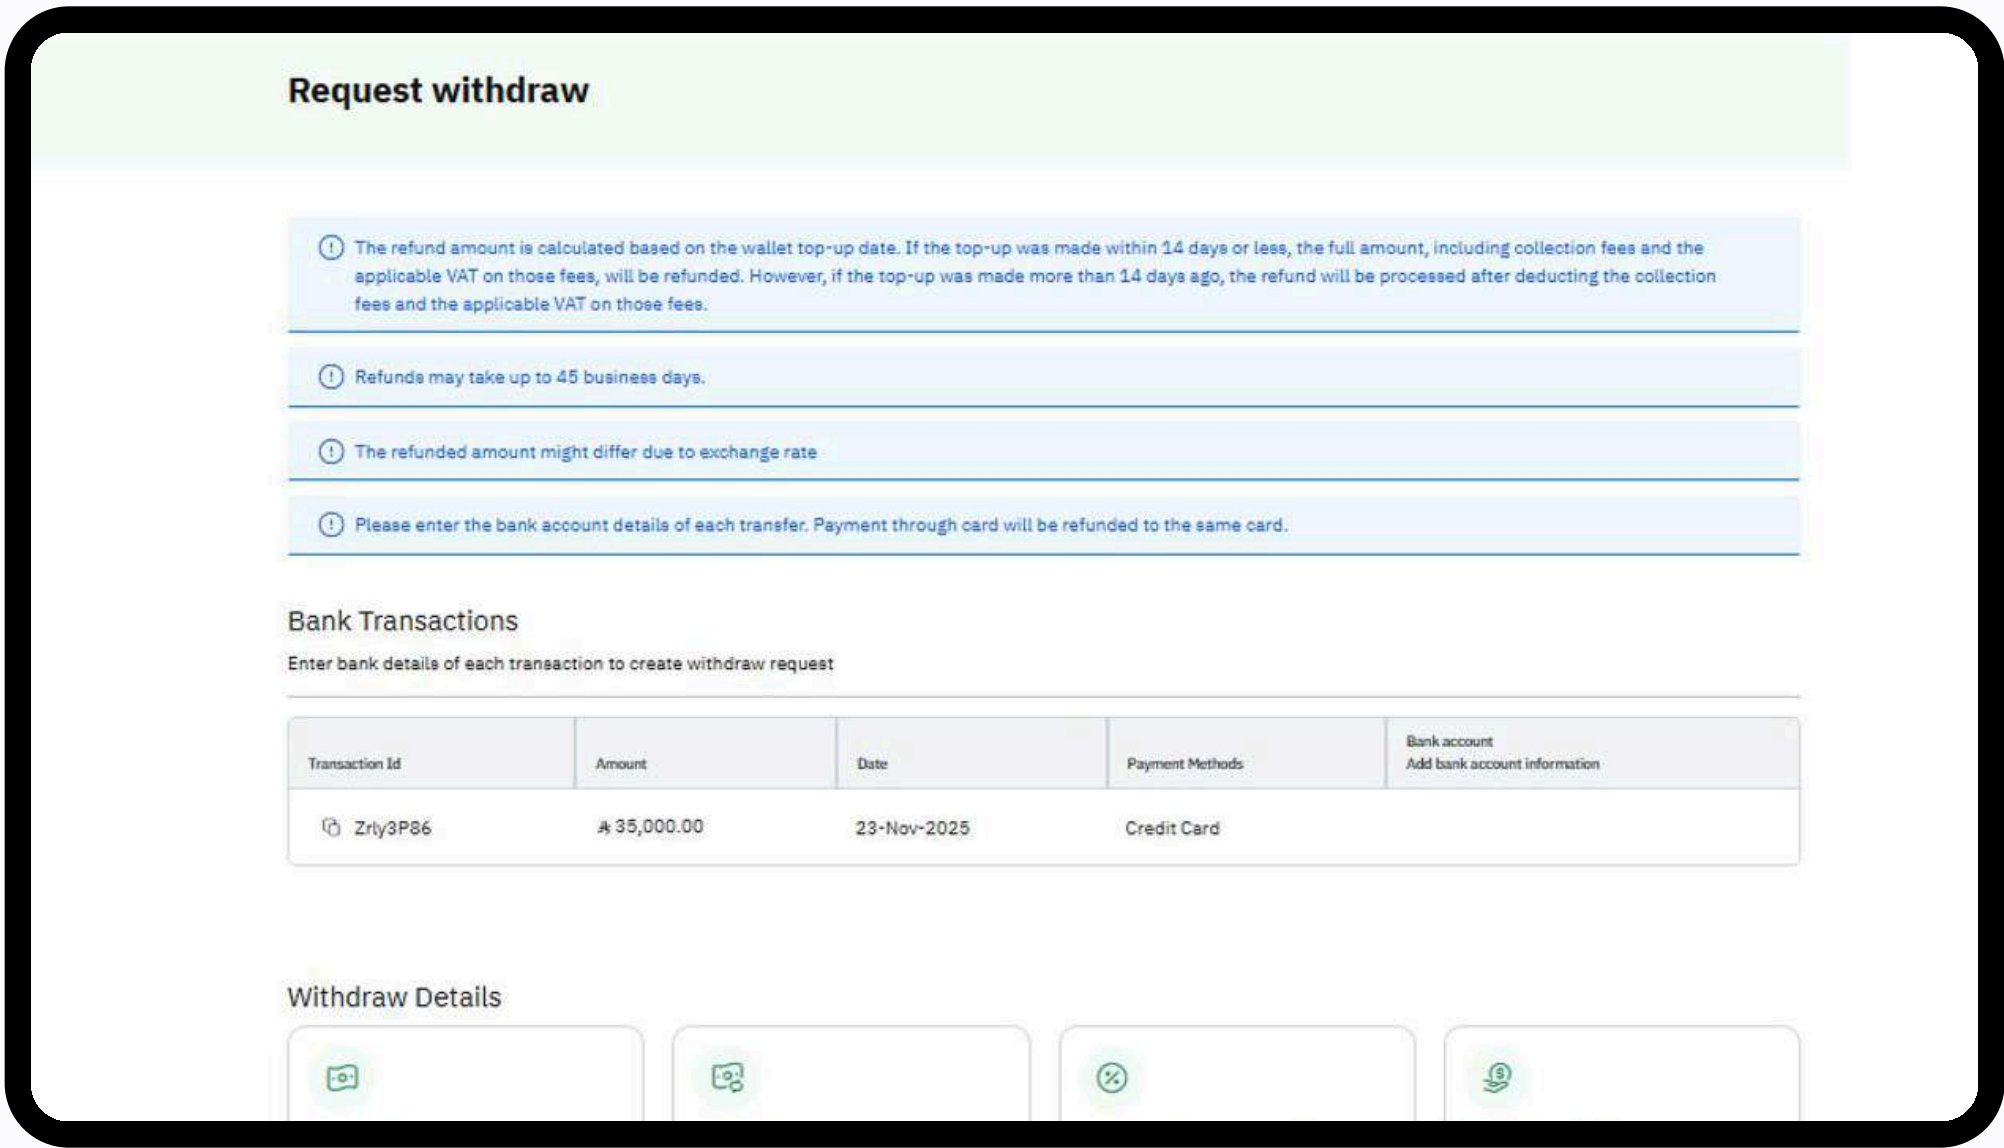 Request withdraw
The refund amount is calculated based on the wallet top-up date. If the top-up was made within 14 days or less, the full amount, including collection fees and the
applicable VAT on those fees, will be refunded. However, if the top-up was made more than 14 days ago, the refund will be processed after deducting the collection
fees and the applicable VAT on those fees.
Refunds may take up to 45 business days.
The refunded amount might differ due to exchange rate
Please enter the bank account details of each transfer. Payment through card will be refunded to the same card.
Bank Transactions
Enter bank details of each transaction to create withdraw request
Transaction Id Amount Date Payment Methods Bank account
Add bank account information
Zrly3P86 35,000.00 23-Nov-2025 Credit Card
Withdraw Details